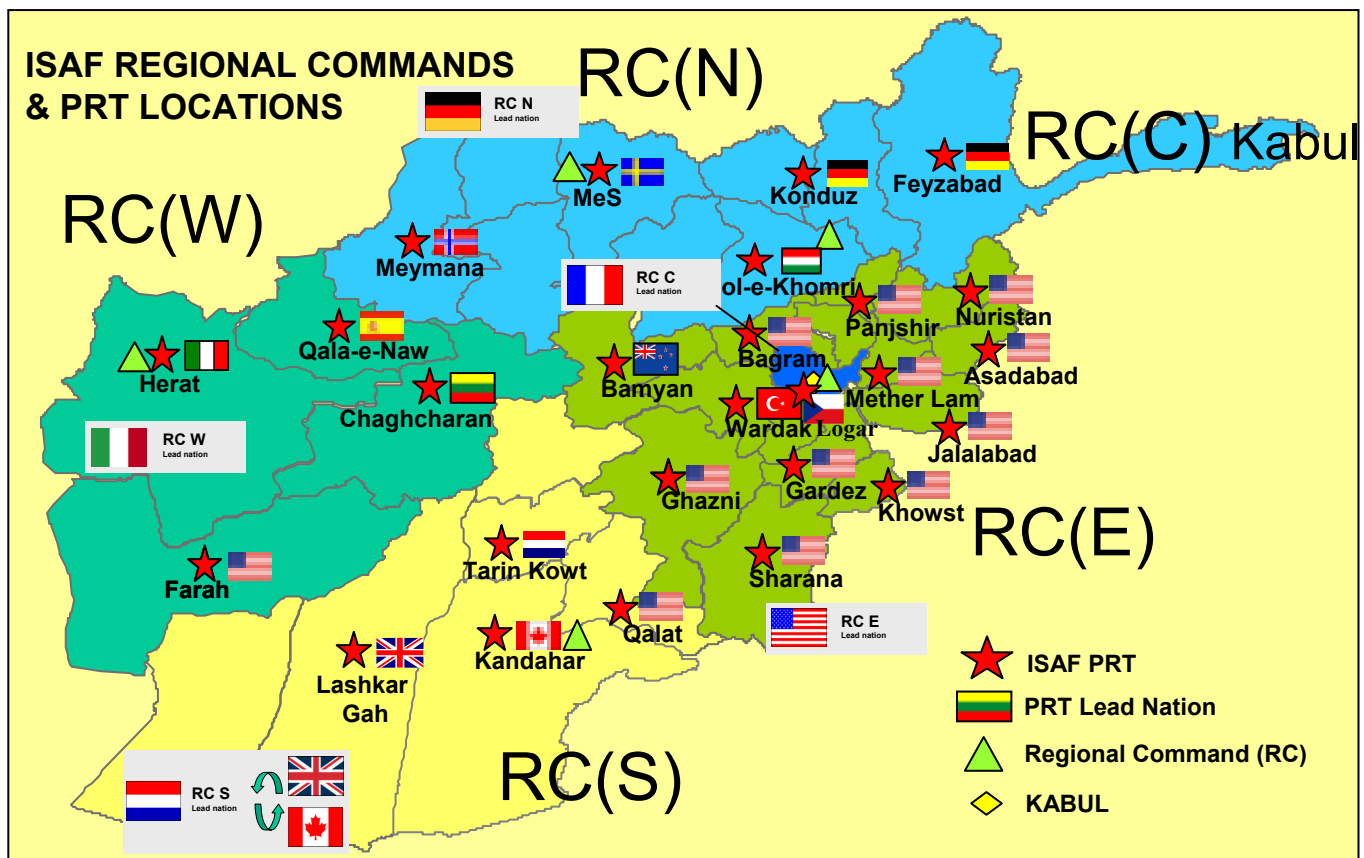 ISAF REGIONAL COMMANDS
& PRT LOCATIONS
RC(N)
RC N
Lead nation
RC(C) Kabul
RC(W)
MeS
Konduz
Feyzabad
Meymana
ol-e-Khomri
RC C
Lead nation
Qala-e-Naw
Herat
Chaghcharan
Bamyan
Bagram
Panjshir
Nuristan
Asadabad
Mether Lam
Wardak
Logar
Jalalabad
RC W
Lead nation
Ghazni
Gardez
Khowst
RC(E)
Farah
Tarin Kowt
Sharana
Qalat
Kandahar
Lashkar
Gah
RC E
Lead nation
ISAF PRT
PRT Lead Nation
Regional Command (RC)
KABUL
RC(S)
RC S
Lead nation